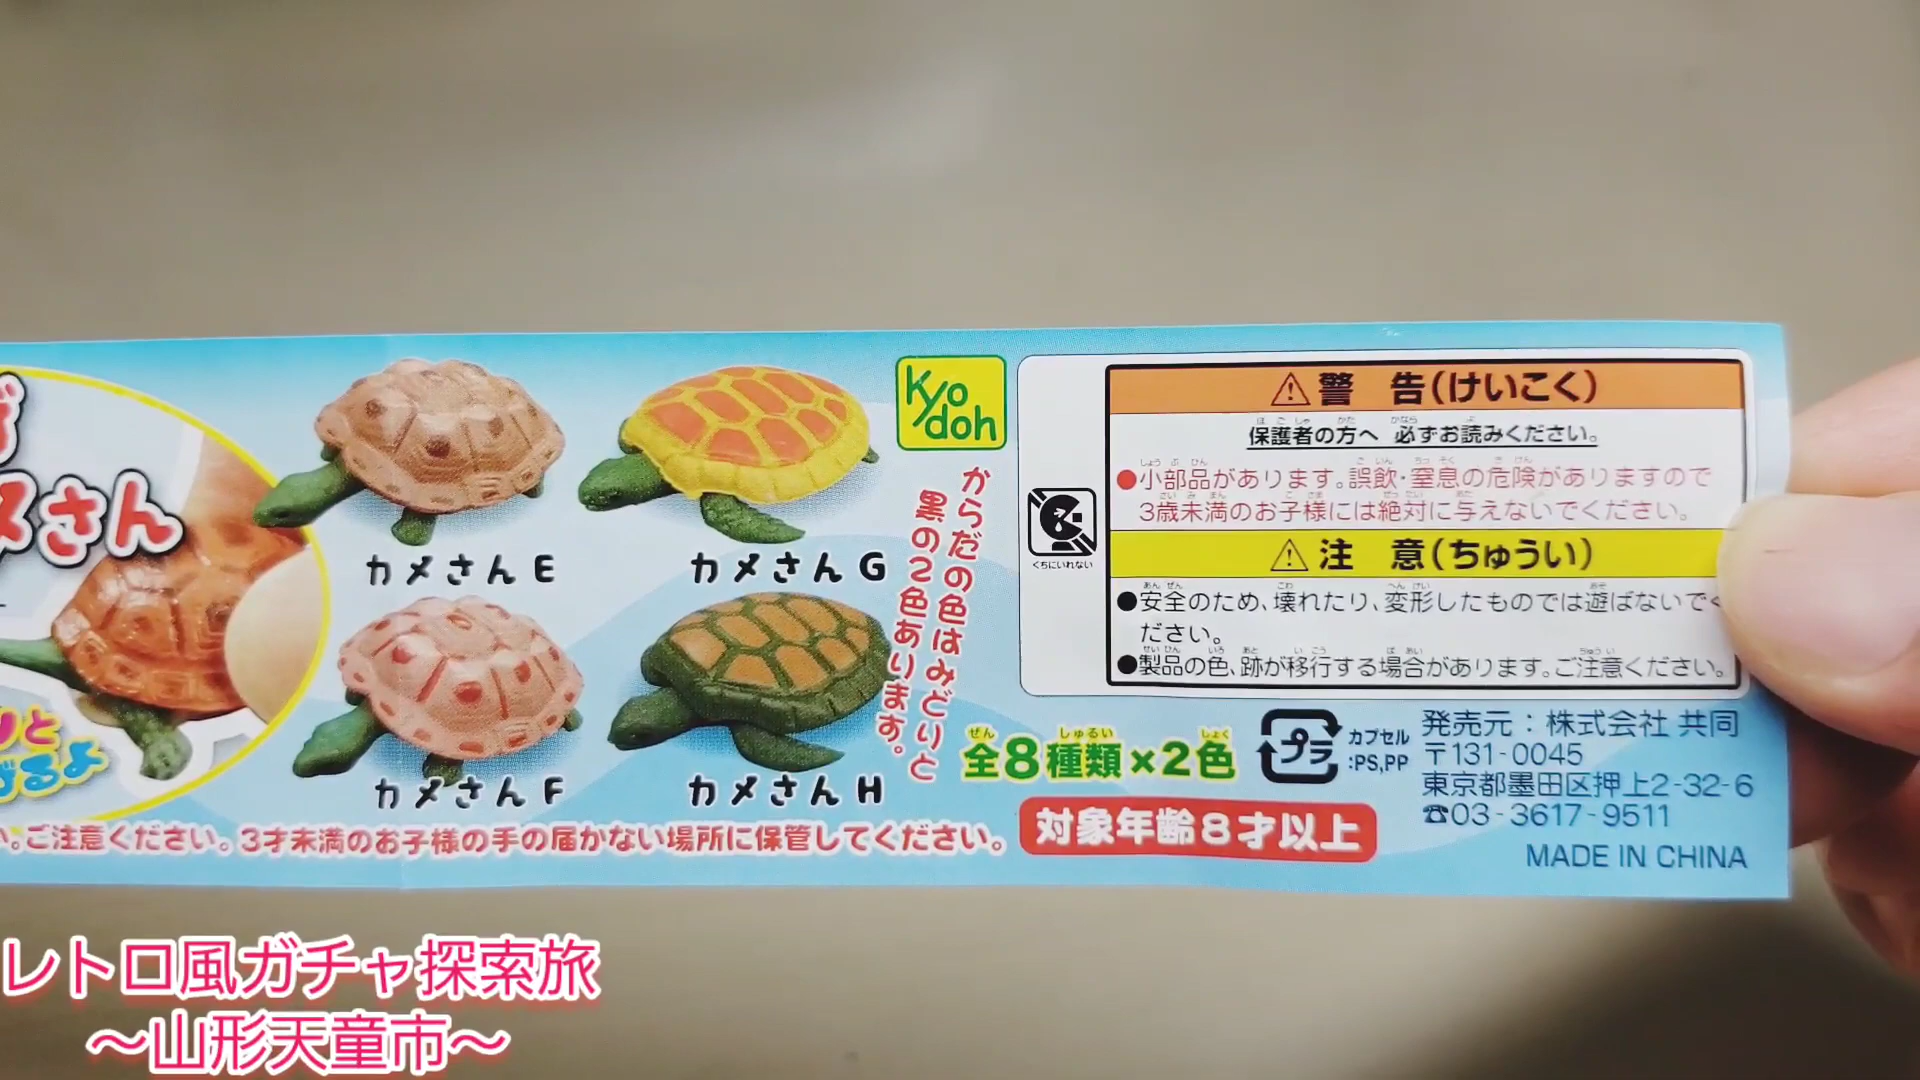 メさん
カメさん E
カメさん G
カメさん F
カメさん H
Kyodoh
からだの色はみどりと
黒の2色あります。
全8種類×2色
ぜん しゅるい しょく
くちにいれない
警 告(けいこく)
保護者の方へ 必ずお読みください。
●小部品があります。誤飲・窒息の危険がありますので
3歳未満のお子様には絶対に与えないでください。
注 意(ちゅうい)
●安全のため、壊れたり、変形したものでは遊ばないでく
ださい。
●製品の色、跡が移行する場合があります。ご注意ください。
プラ
カプセル
:PS,PP
発売元:株式会社 共同
〒131-0045
東京都墨田区押上2-32-6
☎03-3617-9511
MADE IN CHINA
対象年齢8才以上
い。ご注意ください。3才未満のお子様の手の届かない場所に保管してください。
レトロ風ガチャ探索旅
〜山形天童市〜